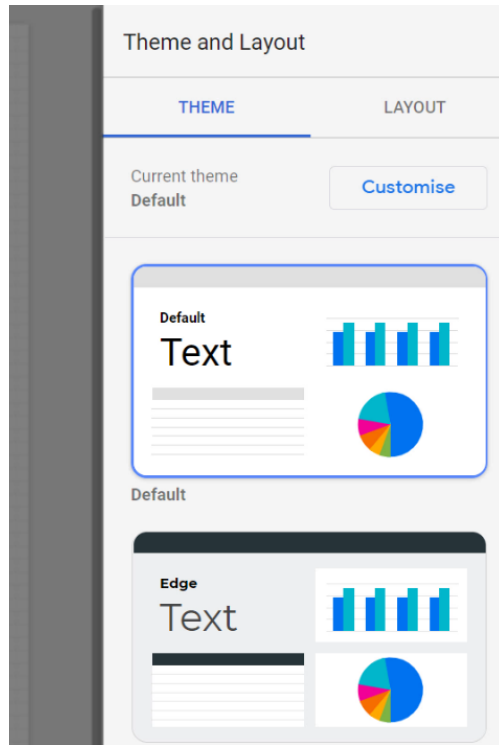 Theme and Layout
THEME LAYOUT
Current theme
Default
Customise
Default
Text
Default
Edge
Text